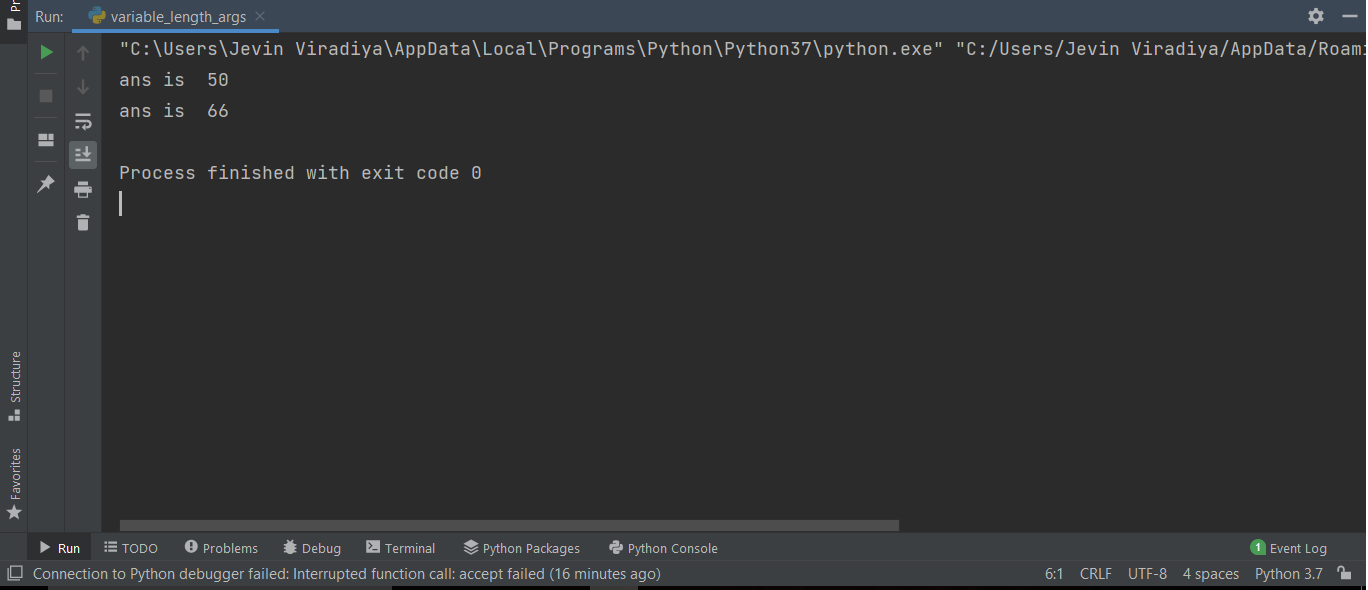 Pr
Run: variable_length_args
"C:\Users\Jevin Viradiya\AppData\Local\Programs\Python\Python37\python.exe" "C:/Users/Jevin Viradiya/AppData/Roami
ans is  50
ans is  66
Process finished with exit code 0
Structure
Favorites
Run TODO Problems Debug Terminal Python Packages Python Console 1 Event Log
Connection to Python debugger failed: Interrupted function call: accept failed (16 minutes ago) 6:1 CRLF UTF-8 4 spaces Python 3.7